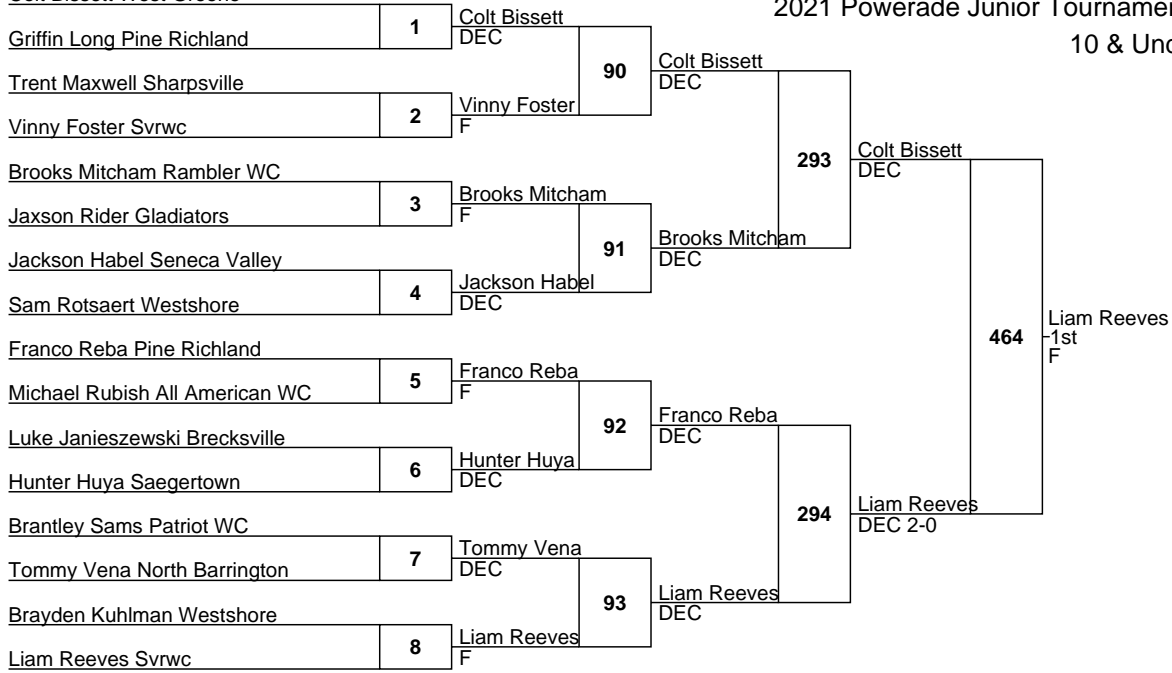 Colt Bissett West Greene
2021 Powerade Junior Tournamen
10 & Und
Griffin Long Pine Richland
1
Colt Bissett
DEC
Trent Maxwell Sharpsville
90
Colt Bissett
DEC
Vinny Foster Svrwc
2
Vinny Foster
F
Brooks Mitcham Rambler WC
293
Colt Bissett
DEC
Jaxson Rider Gladiators
3
Brooks Mitcham
F
Jackson Habel Seneca Valley
91
Brooks Mitcham
DEC
Sam Rotsaert Westshore
4
Jackson Habel
DEC
464
Liam Reeves
1st
F
Franco Reba Pine Richland
Michael Rubish All American WC
5
Franco Reba
F
Luke Janieszewski Brecksville
92
Franco Reba
DEC
Hunter Huya Saegertown
6
Hunter Huya
DEC
Brantley Sams Patriot WC
294
Liam Reeves
DEC 2-0
Tommy Vena North Barrington
7
Tommy Vena
DEC
Brayden Kuhlman Westshore
93
Liam Reeves
DEC
Liam Reeves Svrwc
8
Liam Reeves
F